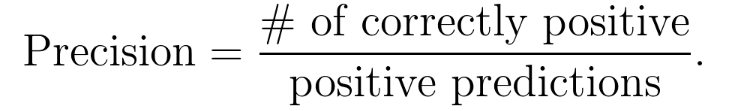 Precision = # of correctly positive / positive predictions.